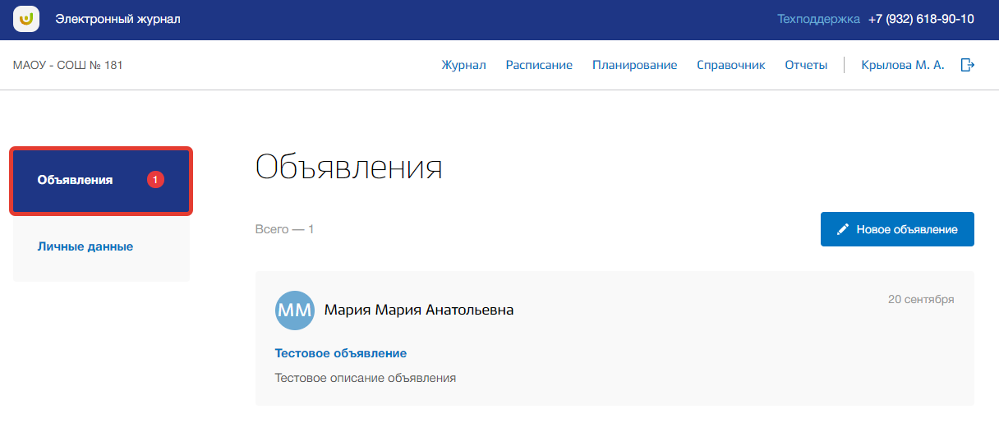 Электронный журнал Техподдержка +7 (932) 618-90-10
МАОУ - СОШ № 181 Журнал Расписание Планирование Справочник Отчеты Крылова М. А.
Объявления 1
Личные данные
Объявления
Всего — 1 Новое объявление
ММ Мария Мария Анатольевна 20 сентября
Тестовое объявление
Тестовое описание объявления